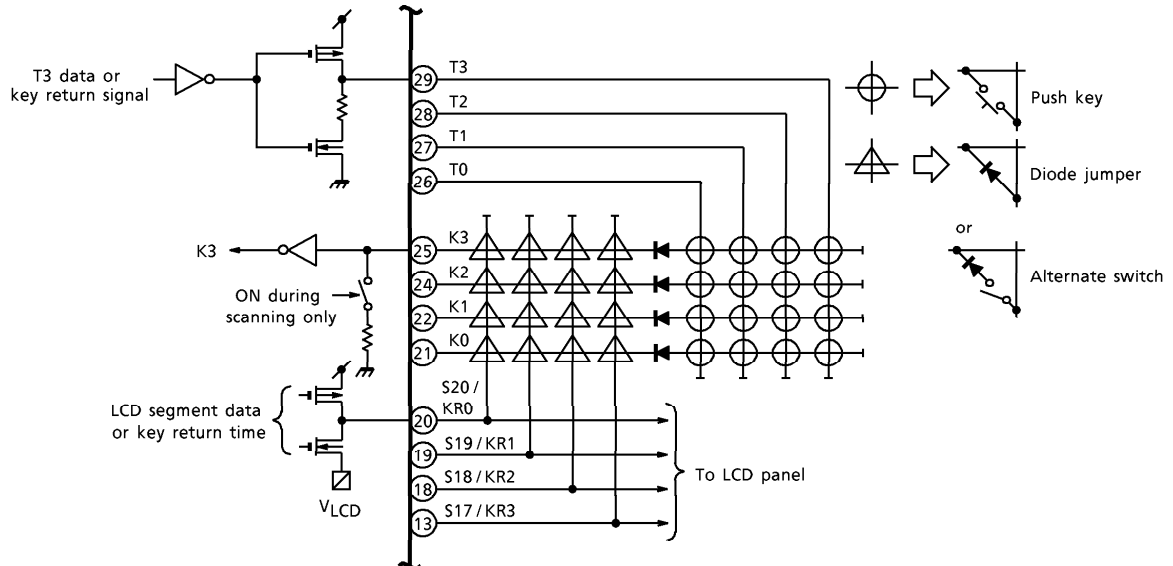 T3 data or
key return signal
29 T3
28 T2
27 T1
26 T0
Push key
Diode jumper
or
Alternate switch
K3
25 K3
24 K2
22 K1
21 K0
ON during
scanning only
LCD segment data
or key return time
S20 /
20 KR0
19 S19 / KR1
18 S18 / KR2
13 S17 / KR3
To LCD panel
VLCD